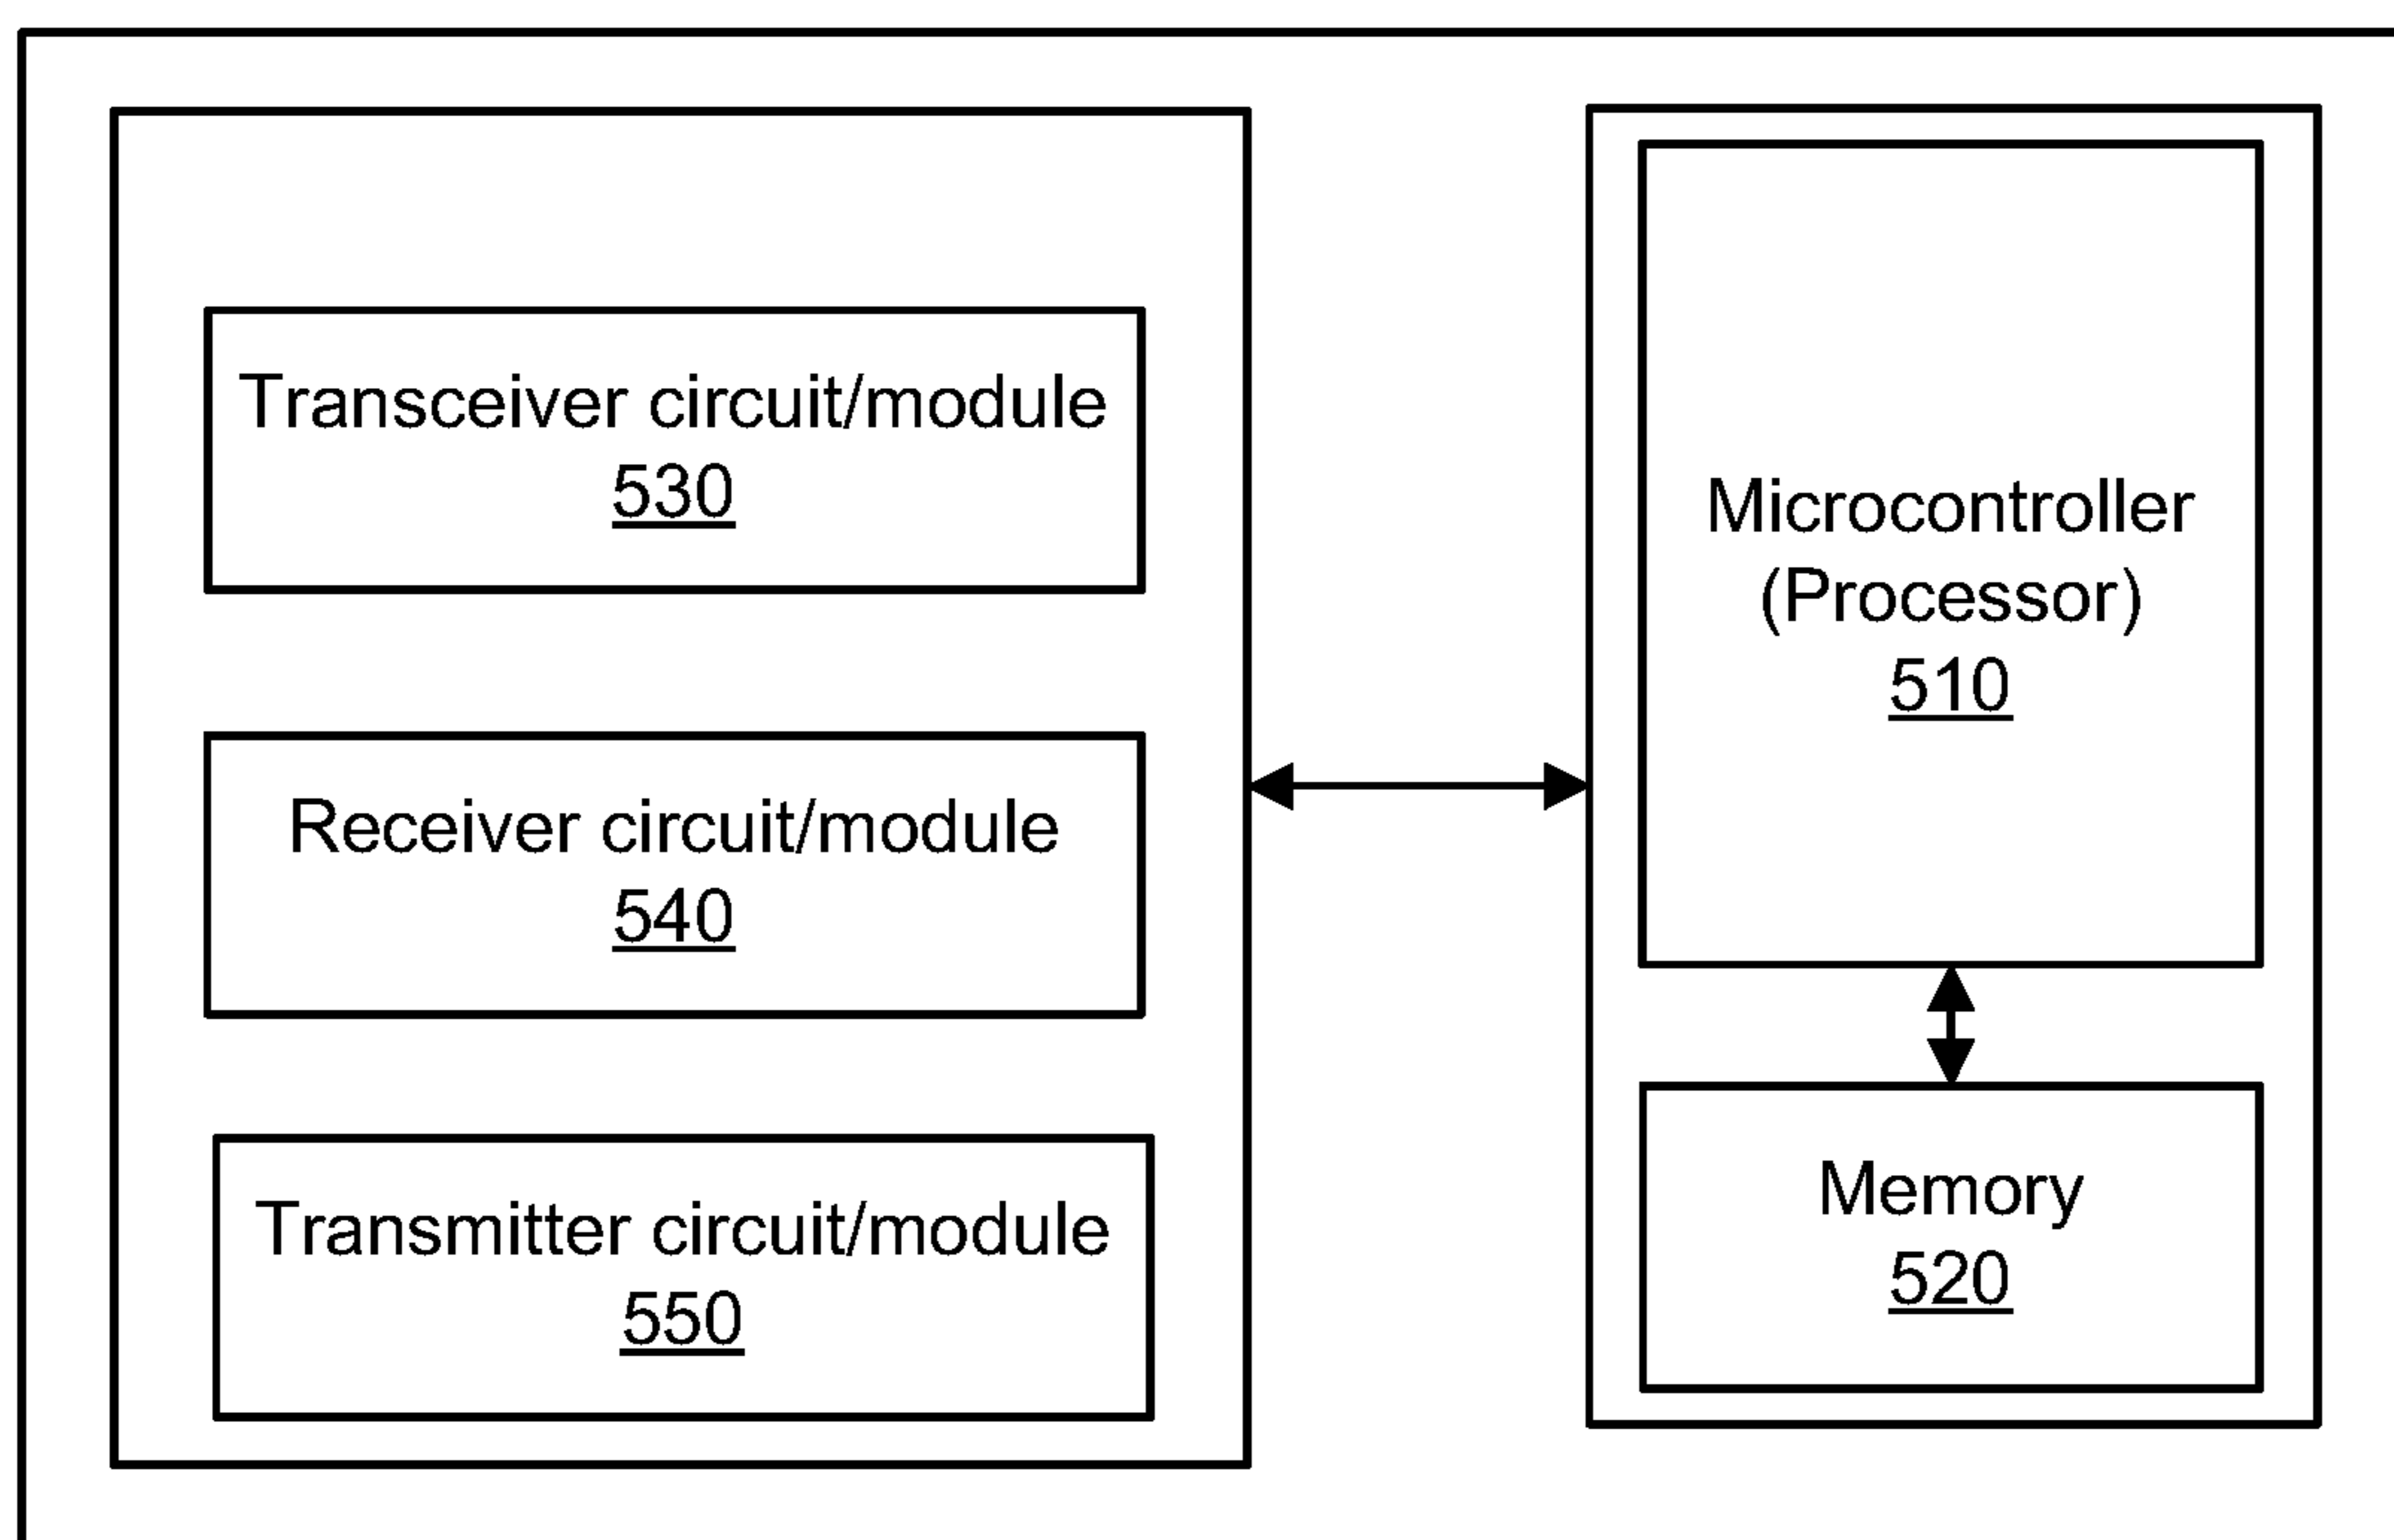 Transceiver circuit/module
530
Receiver circuit/module
540
Transmitter circuit/module
550
Microcontroller
(Processor)
510
Memory
520